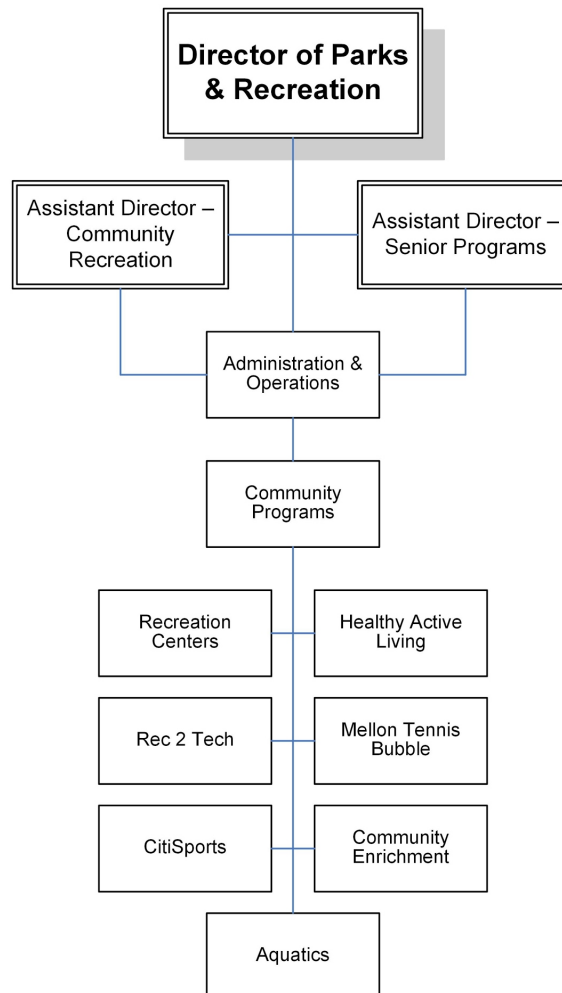 Director of Parks
& Recreation
Assistant Director –
Community
Recreation
Assistant Director –
Senior Programs
Administration &
Operations
Community
Programs
Recreation
Centers
Healthy Active
Living
Rec 2 Tech
Mellon Tennis
Bubble
CitiSports
Community
Enrichment
Aquatics